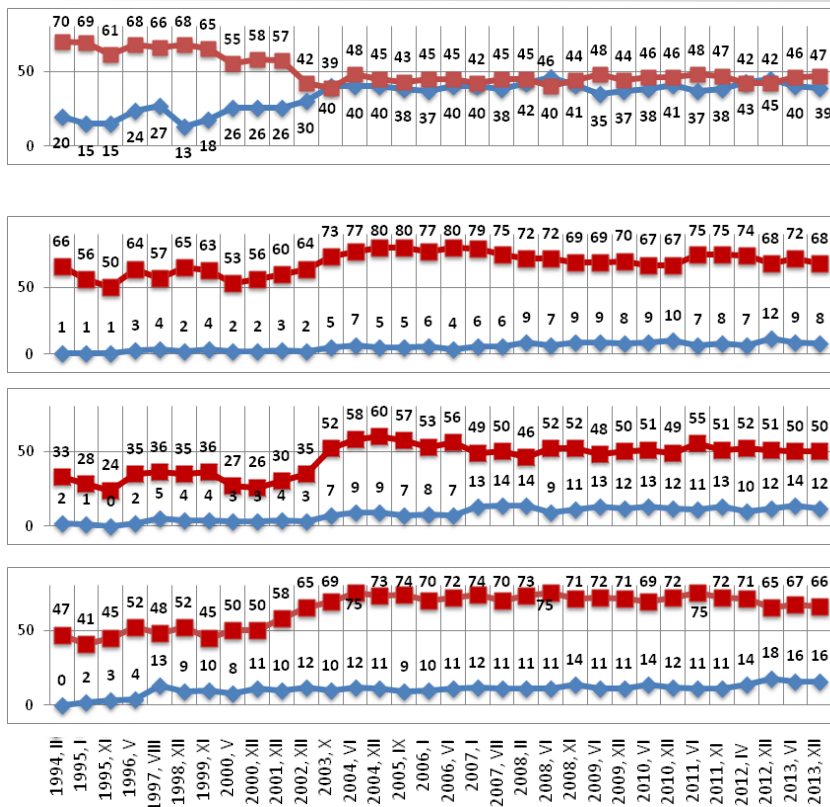 70 69 61 68 66 68 65 55 58 57 42 39 48 45 43 45 45 42 45 45 46 44 48 44 46 46 48 47 42 42 46 47
50
0
20 15 15 24 27 13 18 26 26 26 30 40 40 40 38 37 40 40 38 42 40 41 35 37 38 41 37 38 43 45 40 39
66 56 50 64 57 65 63 53 56 60 64 73 77 80 80 77 80 79 75 72 72 69 69 70 67 67 75 75 74 68 72 68
50
1 1 1 3 4 2 4 2 2 3 2 5 7 5 5 6 4 6 6 9 7 9 9 8 9 10 7 8 7 12 9 8
0
33 28 24 35 36 35 36 27 26 30 35 52 58 60 57 53 56 49 50 46 52 52 48 50 51 49 55 51 52 51 50 50
50
2 1 0 2 5 4 4 3 3 4 3 7 9 9 7 8 7 13 14 14 9 11 13 12 13 12 11 13 10 12 14 12
0
47 41 45 52 48 52 45 50 50 58 65 69 75 73 74 70 72 74 70 73 75 71 72 71 69 72 75 72 71 65 67 66
50
0 2 3 4 13 9 10 8 11 10 12 10 12 11 9 10 11 12 11 11 11 14 11 11 14 12 11 11 14 18 16 16
0
1994, II
1995, I
1995, XI
1996, V
1997, VIII
1998, XII
1999, XI
2000, V
2000, XII
2001, XII
2002, XII
2003, X
2004, VI
2004, XII
2005, IX
2006, I
2006, VI
2007, I
2007, VII
2008, II
2008, VI
2008, XI
2009, VI
2009, XII
2010, VI
2010, XII
2011, VI
2011, XI
2012, IV
2012, XII
2013, VI
2013, XII